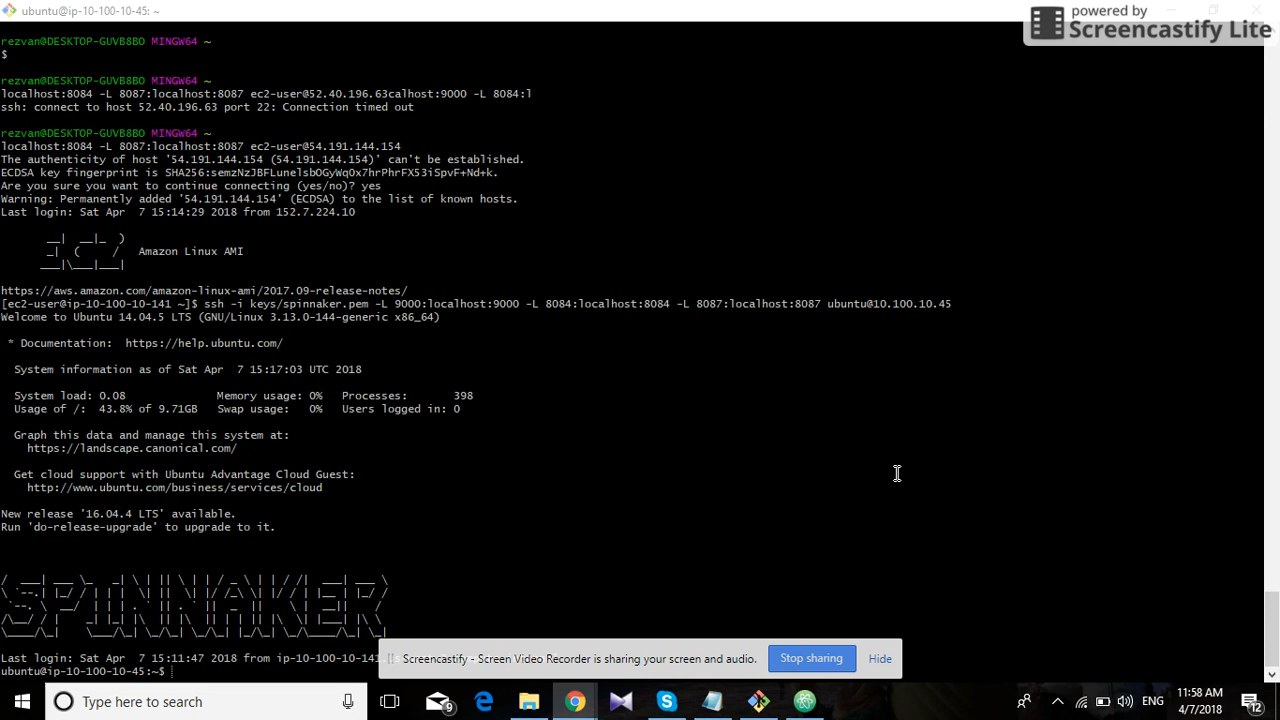 ubuntu@ip-10-100-10-45: ~
powered by
Screencastify Lite
rezvan@DESKTOP-GUVB8BO MINGW64 ~
$
rezvan@DESKTOP-GUVB8BO MINGW64 ~
localhost:8084 -L 8087:localhost:8087 ec2-user@52.40.196.63calhost:9000 -L 8084:l
ssh: connect to host 52.40.196.63 port 22: Connection timed out
rezvan@DESKTOP-GUVB8BO MINGW64 ~
localhost:8084 -L 8087:localhost:8087 ec2-user@54.191.144.154
The authenticity of host '54.191.144.154 (54.191.144.154)' can't be established.
ECDSA key fingerprint is SHA256:semzNzJBFLunelsbOGyWqOx7hrPhrFX53iSpvF+Nd+k.
Are you sure you want to continue connecting (yes/no)? yes
Warning: Permanently added '54.191.144.154' (ECDSA) to the list of known hosts.
Last login: Sat Apr  7 15:14:29 2018 from 152.7.224.10
EC2
Amazon Linux AMI
https://aws.amazon.com/amazon-linux-ami/2017.09-release-notes/
[ec2-user@ip-10-100-10-141 ~]$ ssh -i keys/spinnaker.pem -L 9000:localhost:9000 -L 8084:localhost:8084 -L 8087:localhost:8087 ubuntu@10.100.10.45
Welcome to Ubuntu 14.04.5 LTS (GNU/Linux 3.13.0-144-generic x86_64)
* Documentation:  https://help.ubuntu.com/
System information as of Sat Apr  7 15:17:03 UTC 2018
System load: 0.08 Memory usage: 0% Processes: 398
Usage of /: 43.8% of 9.71GB Swap usage: 0% Users logged in: 0
Graph this data and manage this system at:
https://landscape.canonical.com/
Get cloud support with Ubuntu Advantage Cloud Guest:
http://www.ubuntu.com/business/services/cloud
New release '16.04.4 LTS' available.
Run 'do-release-upgrade' to upgrade to it.
SPINNAKER
Last login: Sat Apr  7 15:11:47 2018 from ip-10-100-10-141
ubuntu@ip-10-100-10-45:~$
Screencastify - Screen Video Recorder is sharing your screen and audio.
Stop sharing
Hide
Type here to search
9
ENG
11:58 AM
4/7/2018
12